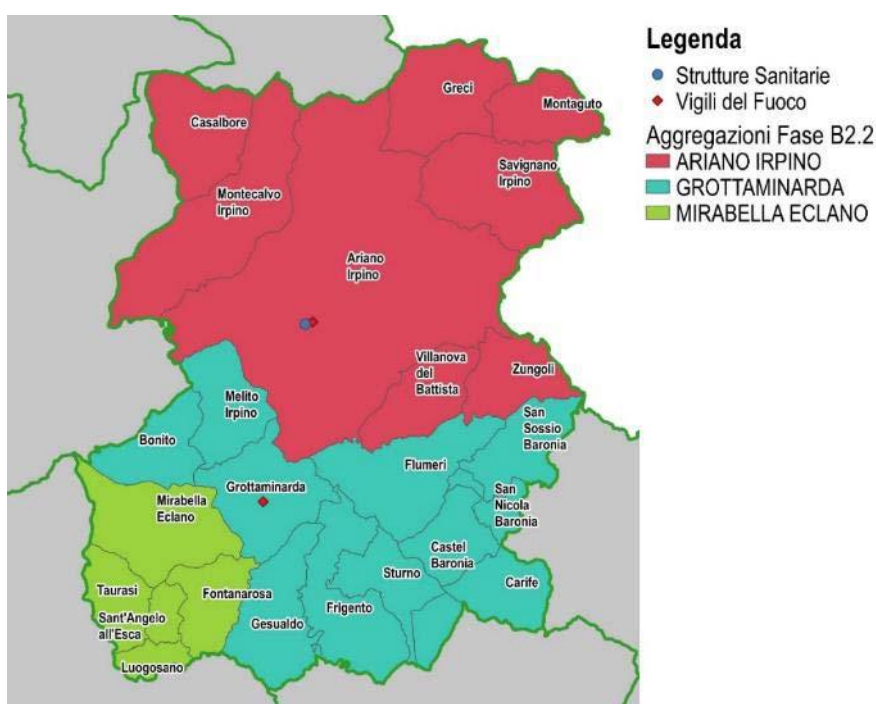 Legenda
Strutture Sanitarie
Vigili del Fuoco
Aggregazioni Fase B2.2
ARIANO IRPINO
GROTTAMINARDA
MIRABELLA ECLANO
Greci
Montaguto
Casalbore
Savignano
Irpino
Montecalvo
Irpino
Ariano
Irpino
Villanova
del
Battista
Zungoli
Melito
Irpino
San
Sossio
Baronia
Bonito
Flumeri
Grottaminarda
San
Nicola
Baronia
Mirabella
Eclano
Castel
Baronia
Sturno
Carife
Taurasi
Fontanarosa
Frigento
Sant'Angelo
all'Esca
Gesualdo
Luogosano